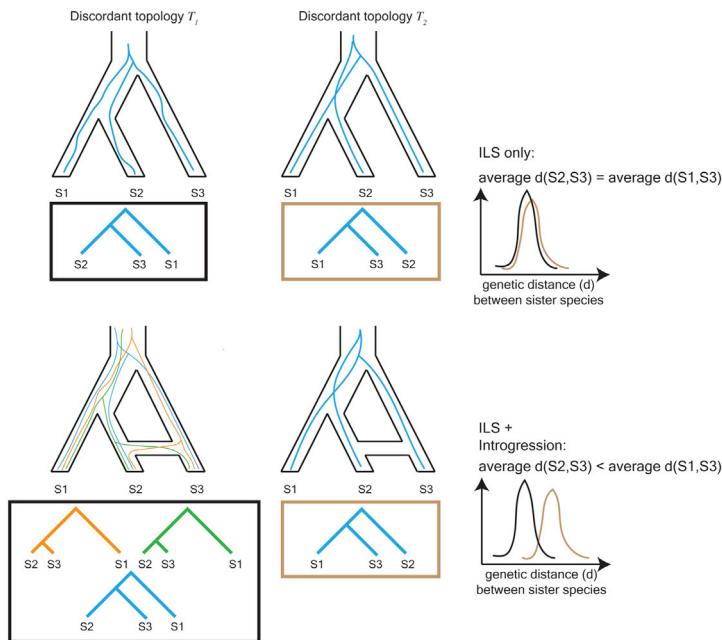 Discordant topology T1
Discordant topology T2
S1 S2 S3
S1 S2 S3
S2 S3 S1
S1 S3 S2
ILS only:
average d(S2,S3) = average d(S1,S3)
genetic distance (d)
between sister species
S1 S2 S3
S1 S2 S3
S2 S3 S1 S2 S3 S1
S2 S3 S1
S1 S3 S2
ILS +
Introgression:
average d(S2,S3) < average d(S1,S3)
genetic distance (d)
between sister species